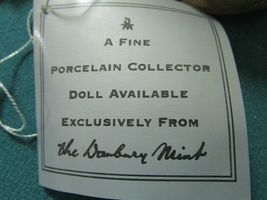 A FINE
PORCELAIN COLLECTOR
DOLL AVAILABLE
EXCLUSIVELY FROM
The Danbury Mint